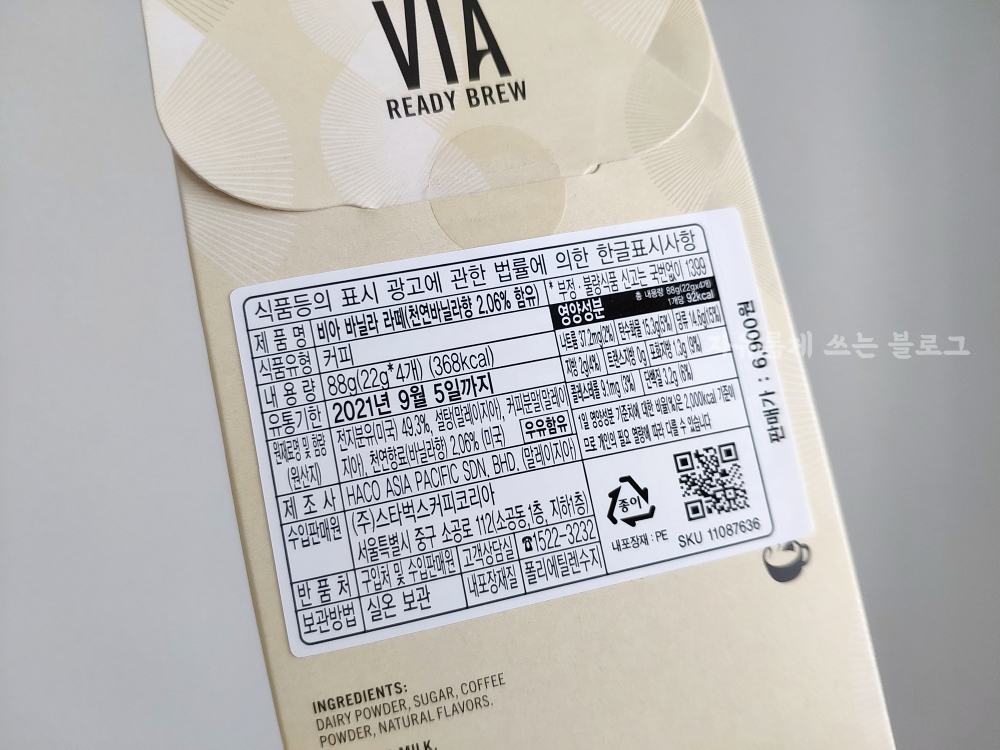 VIA
READY BREW
식품등의 표시 광고에 관한 법률에 의한 한글표시사항
제 품 명 비아 바닐라 라떼(천연바닐라향 2.06% 함유)
식품유형 커피
내 용 량 88g(22g*4개) (368kcal)
유통기한 2021년 9월 5일까지
원재료명 및 함량 (원산지) 전지분유(미국) 49.3%, 설탕(말레이지아), 커피분말(말레이
지아), 천연향료(바닐라향) 2.06% (미국) 우유함유
제 조 사 HACO ASIA PACIFIC SDN, BHD. (말레이지아)
수입판매원 (주)스타벅스커피코리아
서울특별시 중구 소공로 112(소공동,1층, 지하1층)
반 품 처 구입처 및 수입판매원 고객상담실 ☎1522-3232
보관방법 실온 보관 내포장재질 폴리에틸렌수지
* 부정·불량식품 신고는 국번없이 1399
영양성분 총 내용량 88g(22gx4개)
1개당 92kcal
나트륨 37.2mg(2%) 탄수화물 15.3g(5%) 당류 14.6g(15%)
지방 2g(4%) 트랜스지방 0g 포화지방 1.3g(9%)
콜레스테롤 9.1mg(3%) 단백질 3.2g(6%)
1일 영양성분 기준치에 대한 비율(%)은 2,000kcal 기준이
므로 개인의 필요 열량에 따라 다를 수 있습니다.
종이
내포장재 : PE
SKU 11087636
판매가 : 6,900원
쓰는 블로그
INGREDIENTS:
DAIRY POWDER, SUGAR, COFFEE
POWDER, NATURAL FLAVORS.
MILK.